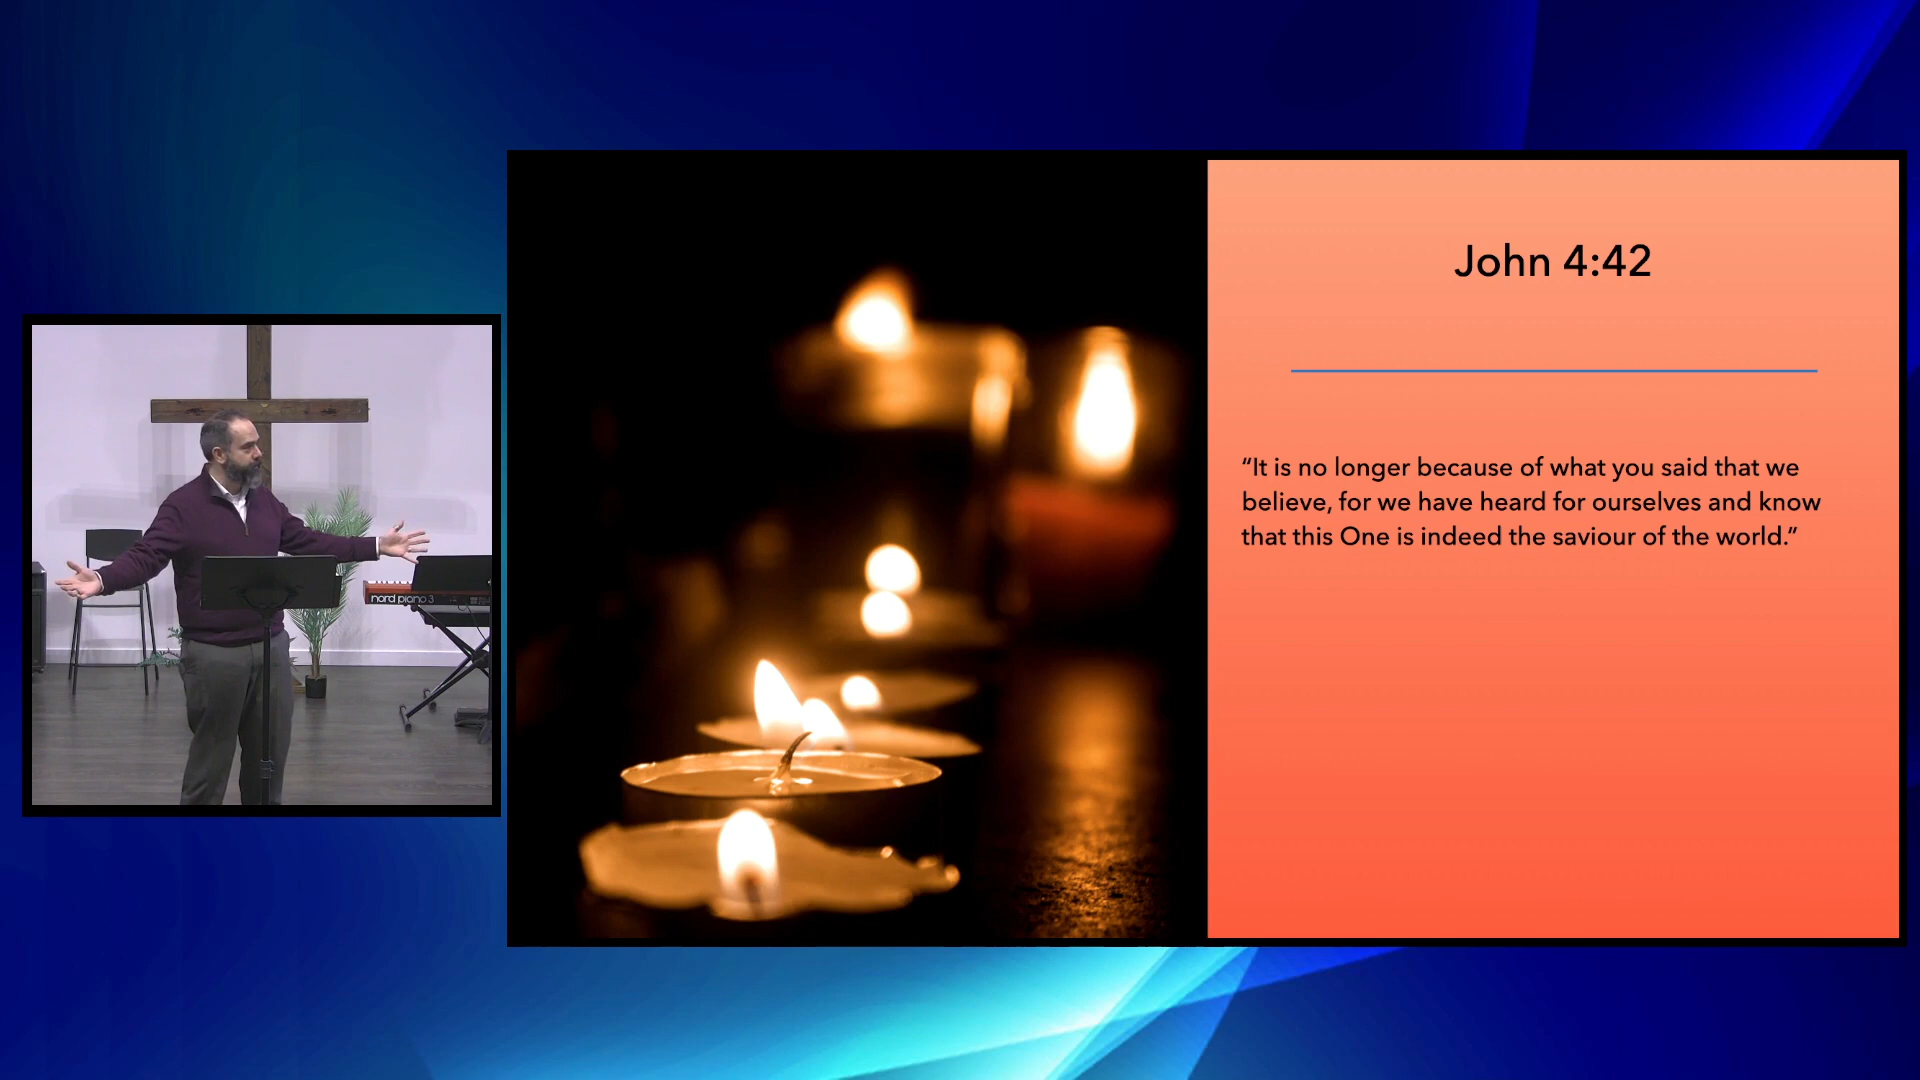 John 4:42
“It is no longer because of what you said that we
believe, for we have heard for ourselves and know
that this One is indeed the saviour of the world.”
nord piano 3